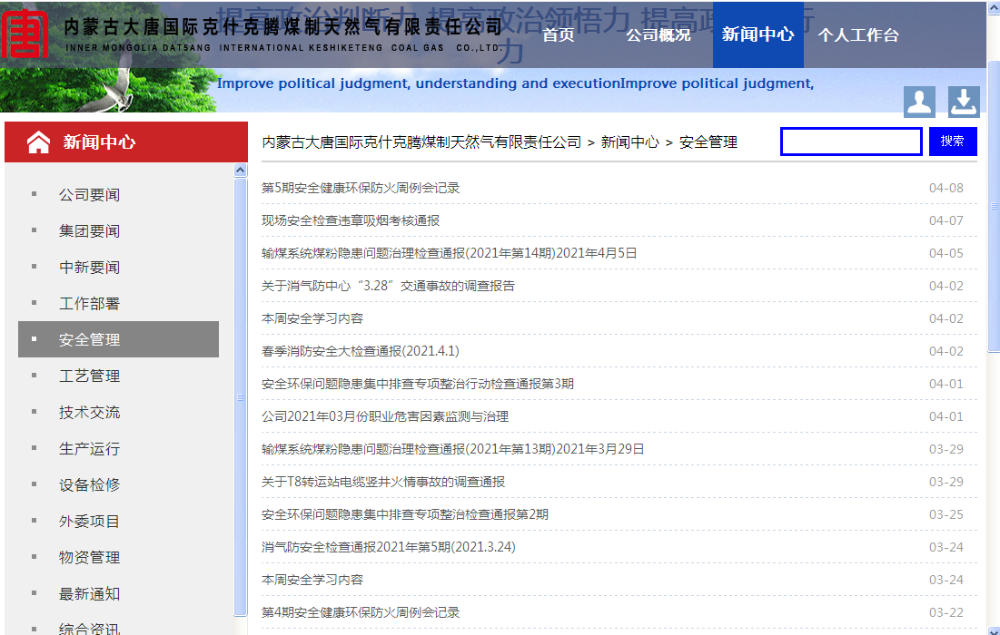 提高政治判断力 提高政治领悟力 提高政
行
力
内蒙古大唐国际克什克腾煤制天然气有限责任公司
INNER MONGOLIA DATSANG INTERNATIONAL KESHIKETENG COAL GAS CO.,LTD.
首页
公司概况
新闻中心
个人工作台
Improve political judgment, understanding and executionImprove political judgment,
新闻中心
内蒙古大唐国际克什克腾煤制天然气有限责任公司 > 新闻中心 > 安全管理
搜索
公司要闻
集团要闻
中新要闻
工作部署
安全管理
工艺管理
技术交流
生产运行
设备检修
外委项目
物资管理
最新通知
综合资讯
第5期安全健康环保防火周例会记录 04-08
现场安全检查违章吸烟考核通报 04-07
输煤系统煤粉隐患问题治理检查通报(2021年第14期)2021年4月5日 04-05
关于消气防中心“3.28”交通事故的调查报告 04-02
本周安全学习内容 04-02
春季消防安全大检查通报(2021.4.1) 04-02
安全环保问题隐患集中排查专项整治行动检查通报第3期 04-01
公司2021年03月份职业危害因素监测与治理 04-01
输煤系统煤粉隐患问题治理检查通报(2021年第13期)2021年3月29日 03-29
关于T8转运站电缆竖井火情事故的调查通报 03-29
安全环保问题隐患集中排查专项整治检查通报第2期 03-25
消气防安全检查通报2021年第5期(2021.3.24) 03-24
本周安全学习内容 03-24
第4期安全健康环保防火周例会记录 03-22